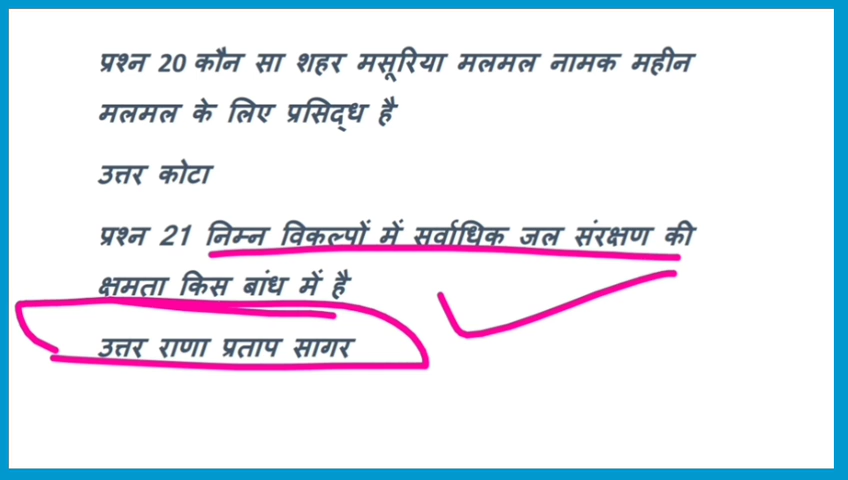 प्रश्न 20 कौन सा शहर मसूरिया मलमल नामक महीन
मलमल के लिए प्रसिद्ध है
उत्तर कोटा
प्रश्न 21 निम्न विकल्पों में सर्वाधिक जल संरक्षण की
क्षमता किस बांध में है
उत्तर राणा प्रताप सागर